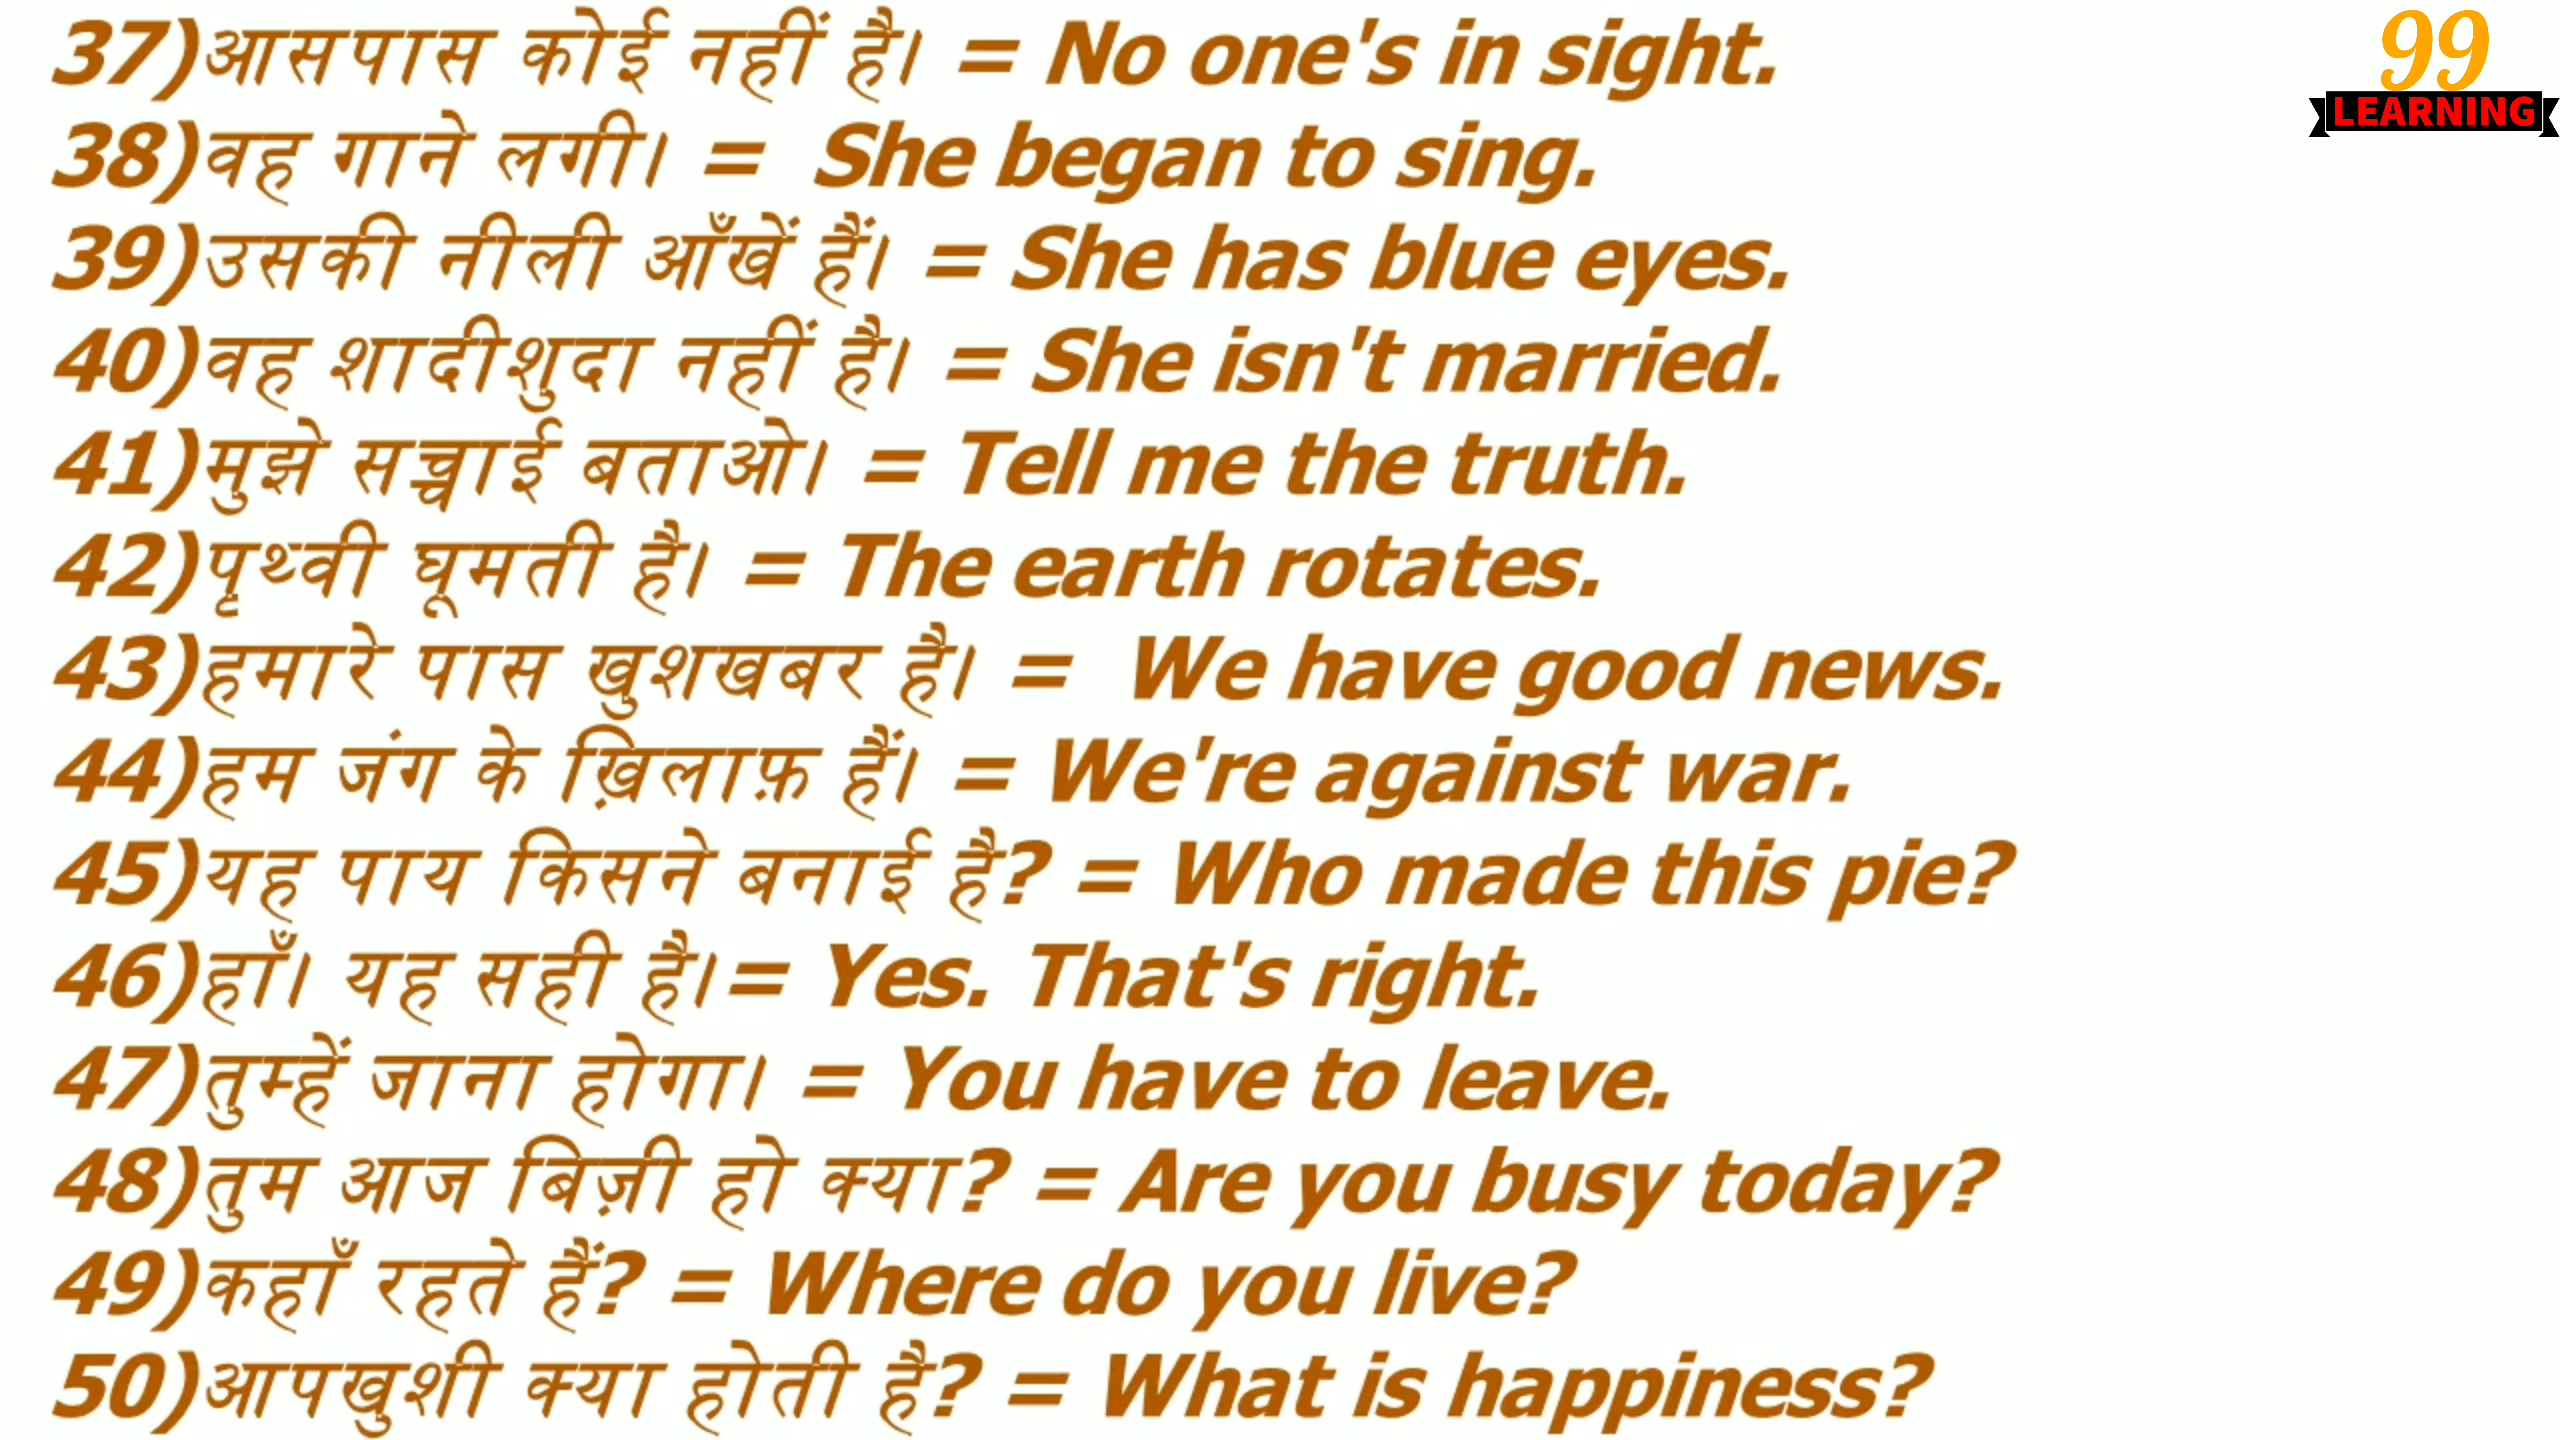 37)आसपास कोई नहीं है। = No one's in sight.
99
LEARNING
38)वह गाने लगी। = She began to sing.
39)उसकी नीली आँखें हैं। = She has blue eyes.
40)वह शादीशुदा नहीं है। = She isn't married.
41)मुझे सच्चाई बताओ। = Tell me the truth.
42)पृथ्वी घूमती है। = The earth rotates.
43)हमारे पास खुशखबर है। = We have good news.
44)हम जंग के ख़िलाफ़ हैं। = We're against war.
45)यह पाय किसने बनाई है? = Who made this pie?
46)हाँ। यह सही है।= Yes. That's right.
47)तुम्हें जाना होगा। = You have to leave.
48)तुम आज बिज़ी हो क्या? = Are you busy today?
49)कहाँ रहते हैं? = Where do you live?
50)आपखुशी क्या होती है? = What is happiness?